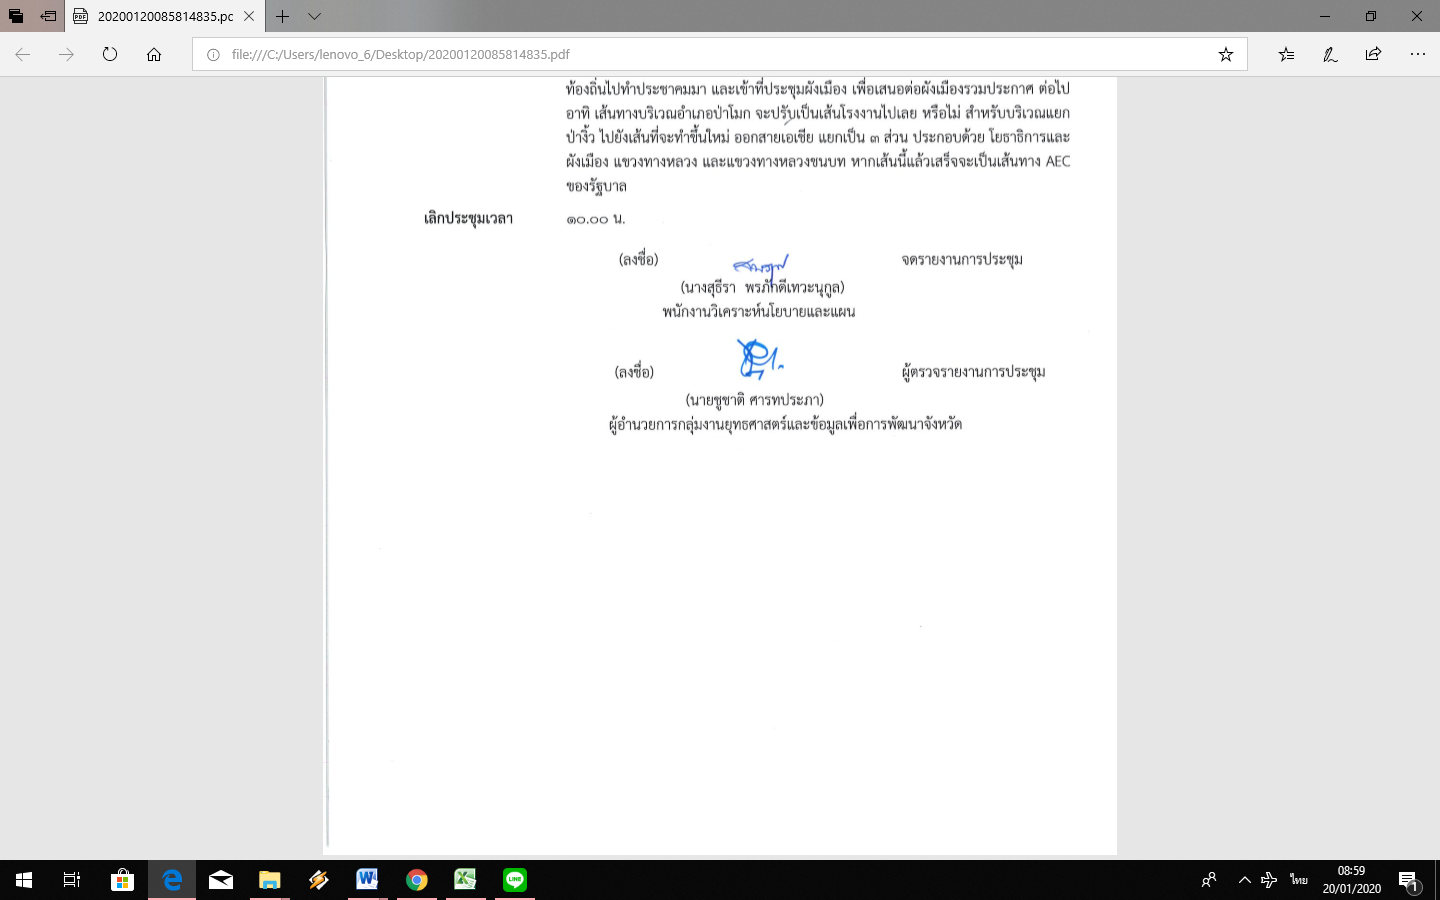 20200120085814835.pc
file:///C:/Users/lenovo_6/Desktop/20200120085814835.pdf
ท้องถิ่นไปทำประชาคมมา และเข้าที่ประชุมผังเมือง เพื่อเสนอต่อผังเมืองรวมประกาศ ต่อไป
อาทิ เส้นทางบริเวณอำเภอป่าโมก จะปรับเป็นเส้นโรงงานไปเลย หรือไม่ สำหรับบริเวณแยก
ป่างิ้ว ไปยังเส้นที่จะทำขึ้นใหม่ ออกสายเอเชีย แยกเป็น ๓ ส่วน ประกอบด้วย โยธาธิการและ
ผังเมือง แขวงทางหลวง และแขวงทางหลวงชนบท หากเส้นนี้แล้วเสร็จจะเป็นเส้นทาง AEC
ของรัฐบาล
เลิกประชุมเวลา ๑๐.๐๐ น.
(ลงชื่อ) จดรายงานการประชุม
(นางสุธีรา พรภักดีเทวะนุกูล)
พนักงานวิเคราะห์นโยบายและแผน
(ลงชื่อ) ผู้ตรวจรายงานการประชุม
(นายชูชาติ ศารทประภา)
ผู้อำนวยการกลุ่มงานยุทธศาสตร์และข้อมูลเพื่อการพัฒนาจังหวัด
ไทย
08:59
20/01/2020
1